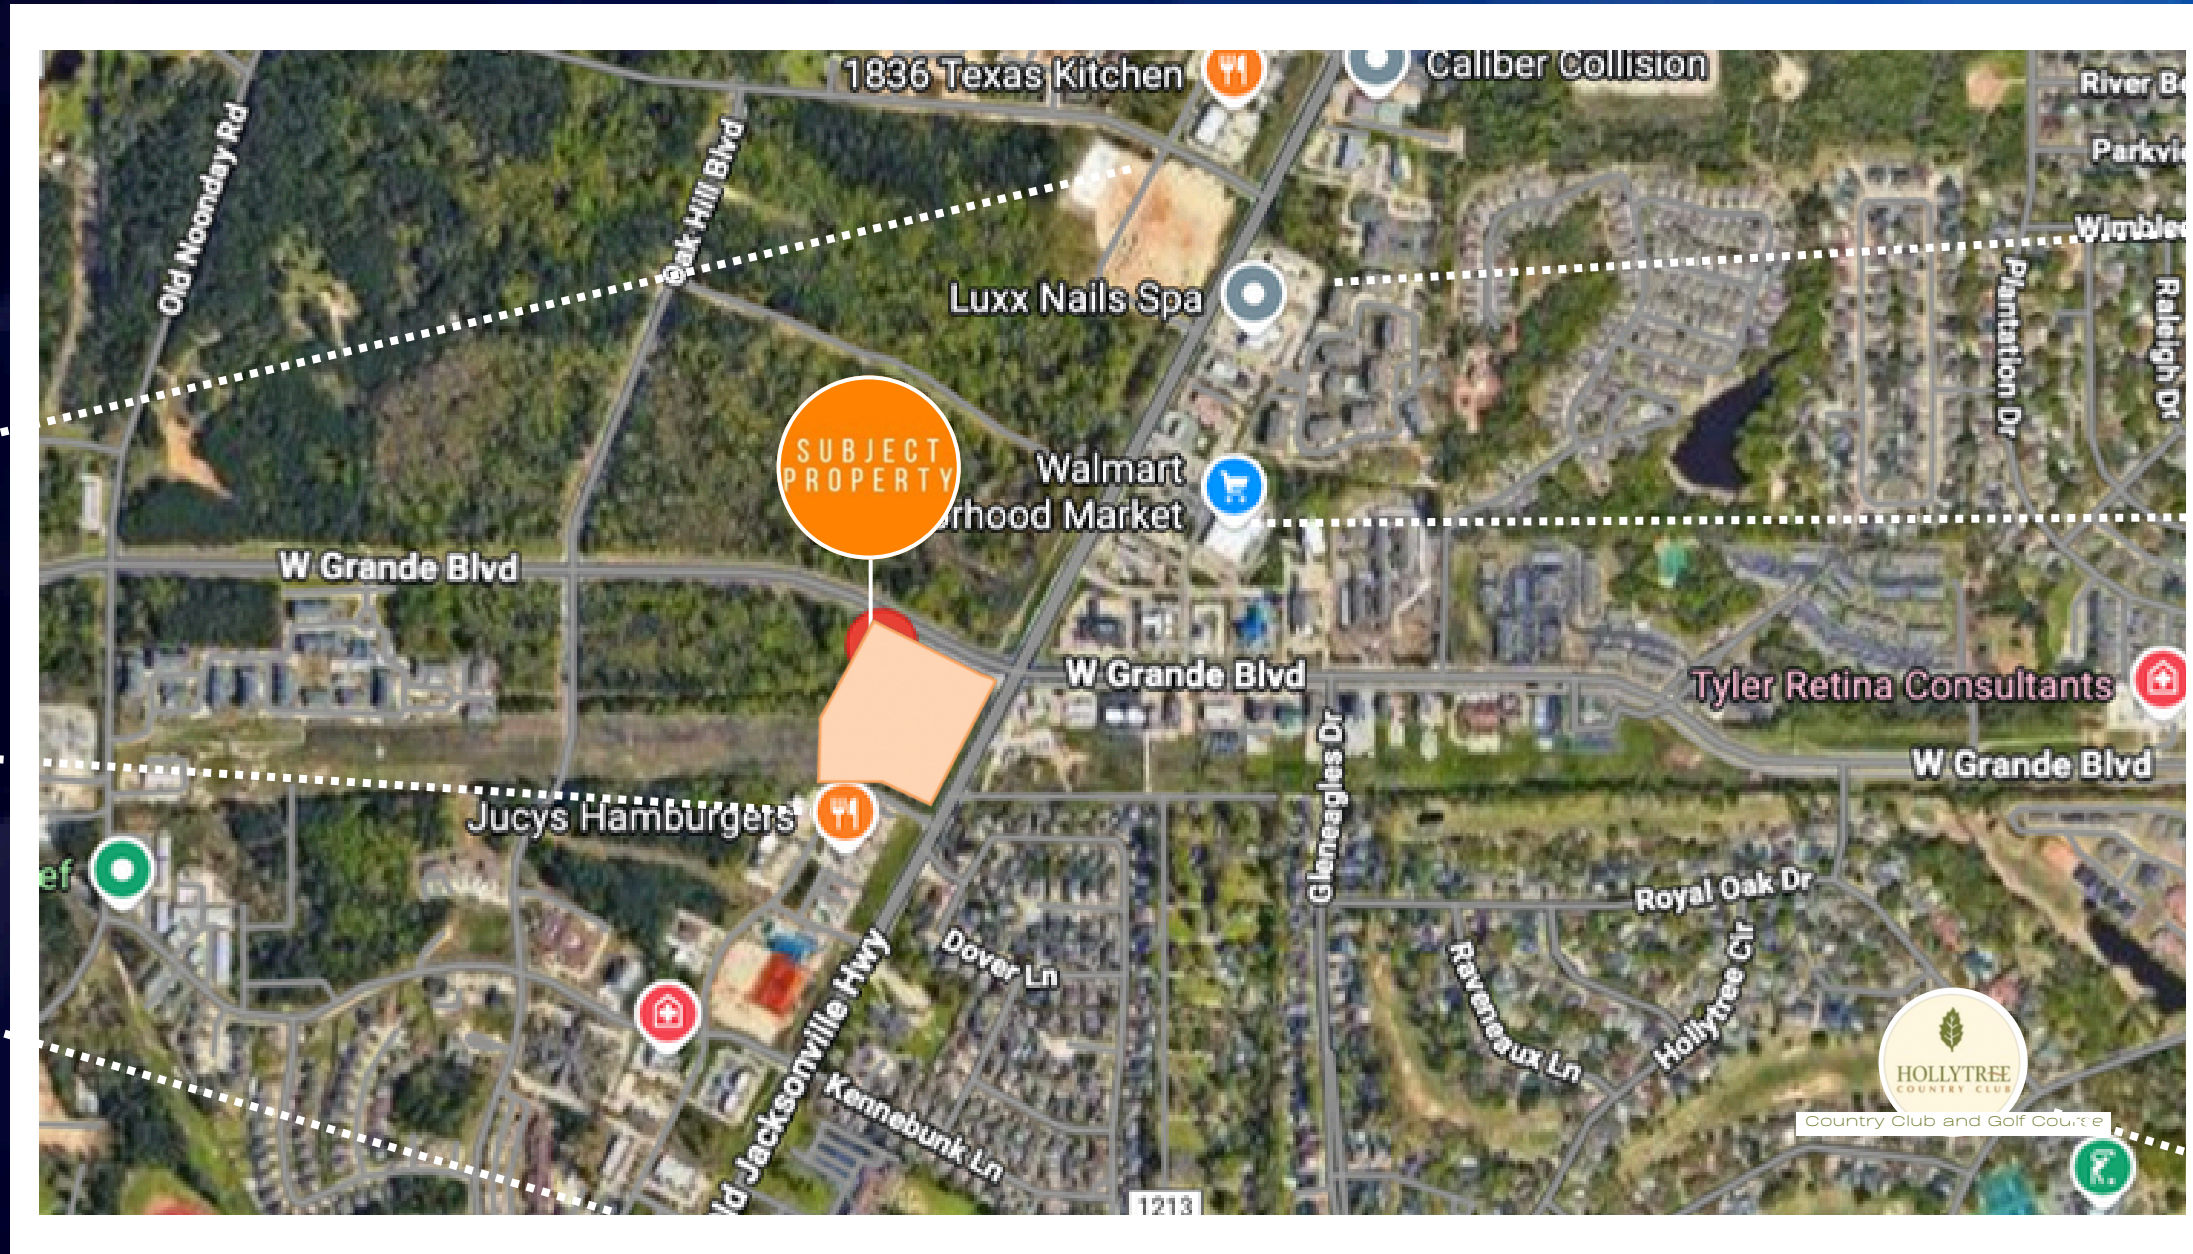 1836 Texas Kitchen
Caliber Collision
River Be
Parkvie
Old Noonday Rd
Oak Hill Blvd
Wimbled
Luxx Nails Spa
Plantation Dr
Raleigh Dr
SUBJECT
PROPERTY
Walmart
rhood Market
W Grande Blvd
W Grande Blvd
Tyler Retina Consultants
W Grande Blvd
Gleneagles Dr
Jucys Hamburgers
ef
Royal Oak Dr
Dover Ln
Raveneaux Ln
Hollytree Cir
ld Jacksonville Hwy
Kennebunk Ln
HOLLYTREE
COUNTRY CLUB
Country Club and Golf Course
1213